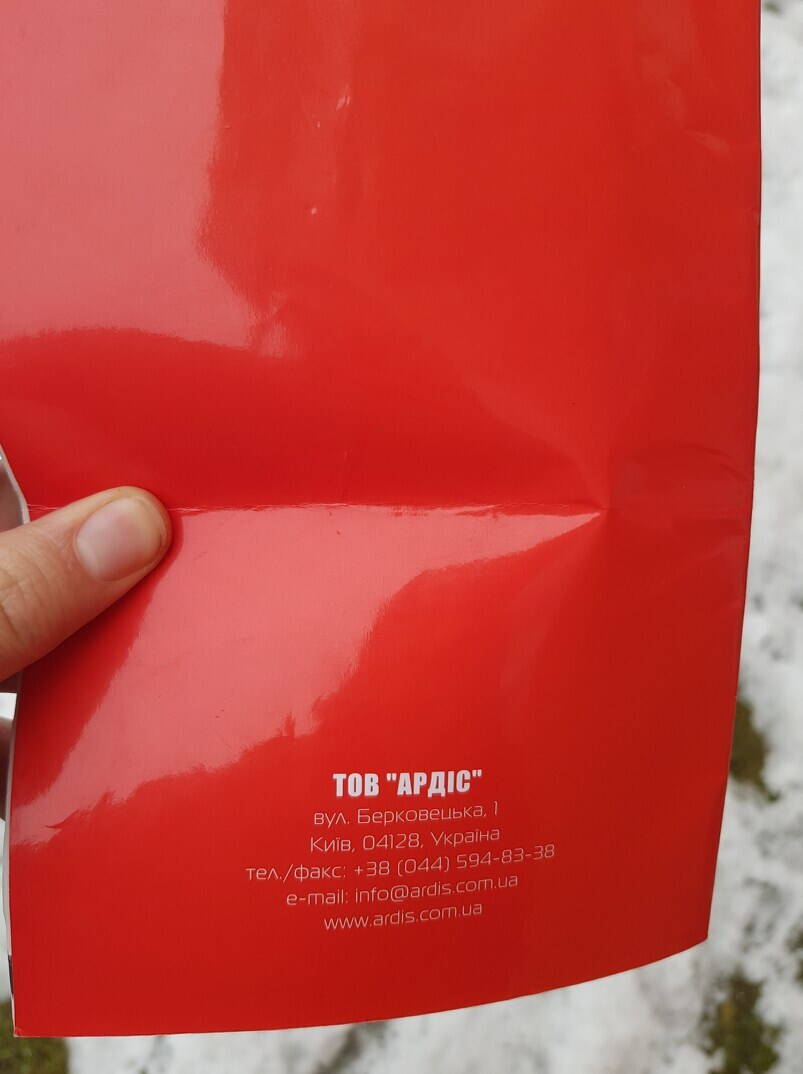 ТОВ "АРДІС"
вул. Берковецька, 1
Київ, 04128, Україна
тел./факс: +38 (044) 594-83-38
e-mail: info@ardis.com.ua
www.ardis.com.ua